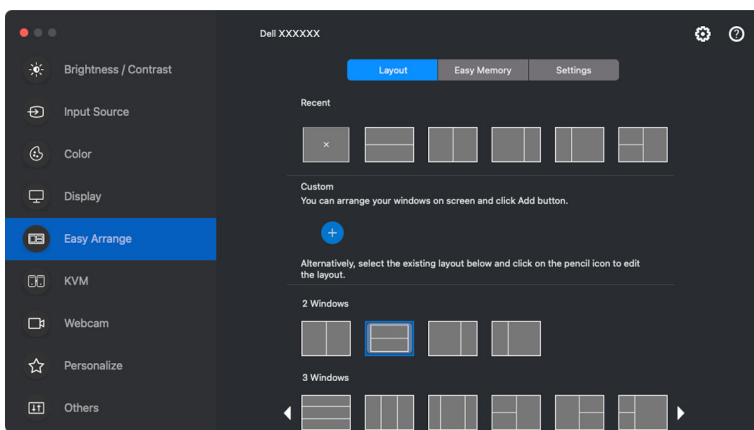 Dell XXXXXX
Brightness / Contrast
Input Source
Color
Display
Easy Arrange
KVM
Webcam
Personalize
Others
Layout
Easy Memory
Settings
Recent
Custom
You can arrange your windows on screen and click Add button.
Alternatively, select the existing layout below and click on the pencil icon to edit
the layout.
2 Windows
3 Windows